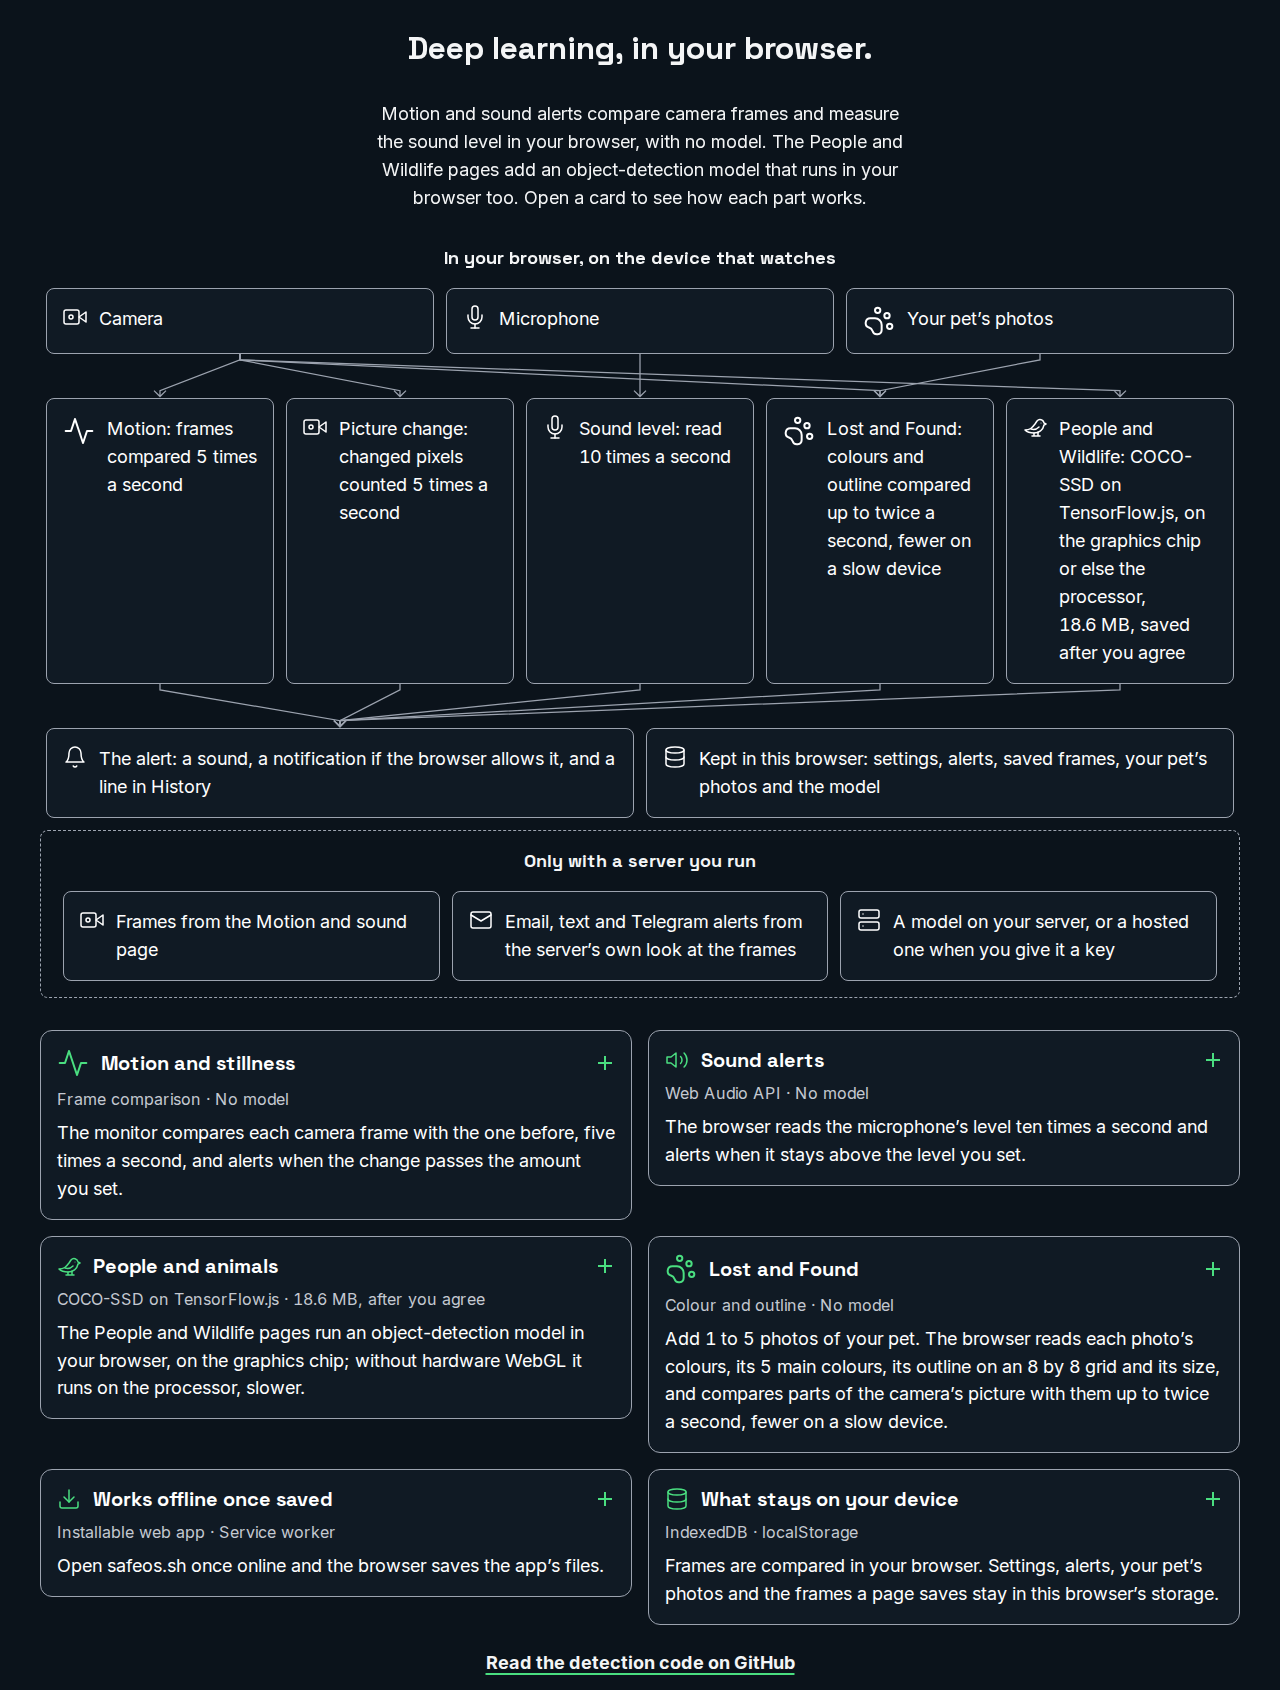 Deep learning, in your browser.
Motion and sound alerts compare camera frames and measure
the sound level in your browser, with no model. The People and
Wildlife pages add an object-detection model that runs in your
browser too. Open a card to see how each part works.
In your browser, on the device that watches
Camera
Microphone
Your pet’s photos
Motion: frames
compared 5 times
a second
Picture change:
changed pixels
counted 5 times a
second
Sound level: read
10 times a second
Lost and Found:
colours and
outline compared
up to twice a
second, fewer on
a slow device
People and
Wildlife: COCO-
SSD on
TensorFlow.js, on
the graphics chip
or else the
processor,
18.6 MB, saved
after you agree
The alert: a sound, a notification if the browser allows it, and a
line in History
Kept in this browser: settings, alerts, saved frames, your pet’s
photos and the model
Only with a server you run
Frames from the Motion and sound
page
Email, text and Telegram alerts from
the server’s own look at the frames
A model on your server, or a hosted
one when you give it a key
Motion and stillness
Frame comparison · No model
The monitor compares each camera frame with the one before, five
times a second, and alerts when the change passes the amount
you set.
Sound alerts
Web Audio API · No model
The browser reads the microphone’s level ten times a second and
alerts when it stays above the level you set.
People and animals
COCO-SSD on TensorFlow.js · 18.6 MB, after you agree
The People and Wildlife pages run an object-detection model in
your browser, on the graphics chip; without hardware WebGL it
runs on the processor, slower.
Lost and Found
Colour and outline · No model
Add 1 to 5 photos of your pet. The browser reads each photo’s
colours, its 5 main colours, its outline on an 8 by 8 grid and its size,
and compares parts of the camera’s picture with them up to twice
a second, fewer on a slow device.
Works offline once saved
Installable web app · Service worker
Open safeos.sh once online and the browser saves the app’s files.
What stays on your device
IndexedDB · localStorage
Frames are compared in your browser. Settings, alerts, your pet’s
photos and the frames a page saves stay in this browser’s storage.
Read the detection code on GitHub